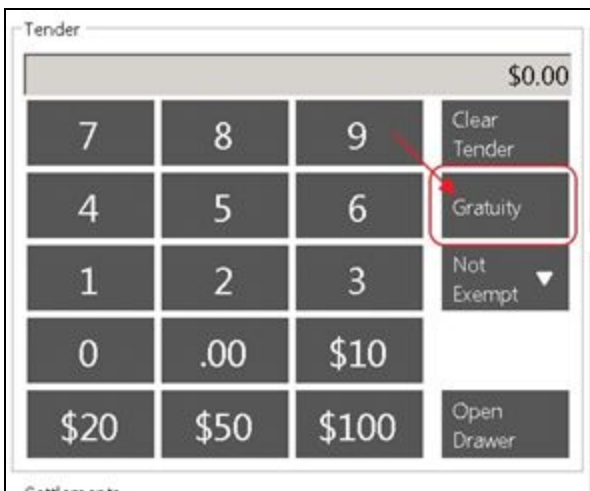 Tender
$0.00
7 8 9 Clear
Tender
4 5 6 Gratuity
1 2 3 Not
Exempt
0 .00 $10
$20 $50 $100 Open
Drawer